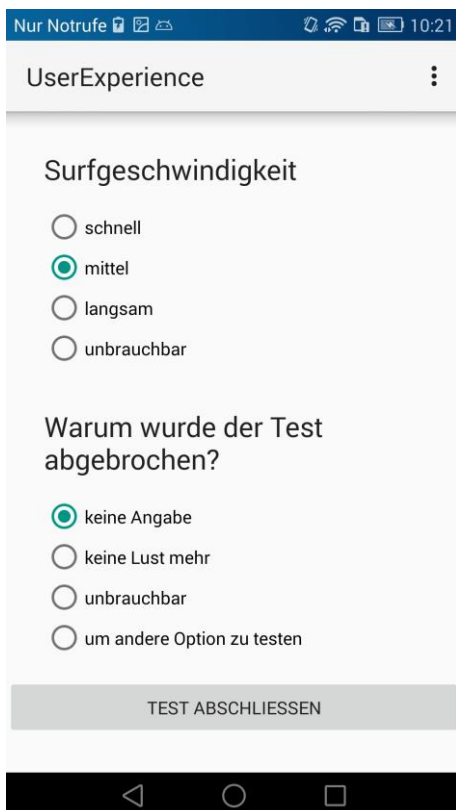 Nur Notrufe
10:21
UserExperience
Surfgeschwindigkeit
schnell
mittel
langsam
unbrauchbar
Warum wurde der Test
abgebrochen?
keine Angabe
keine Lust mehr
unbrauchbar
um andere Option zu testen
TEST ABSCHLIESSEN